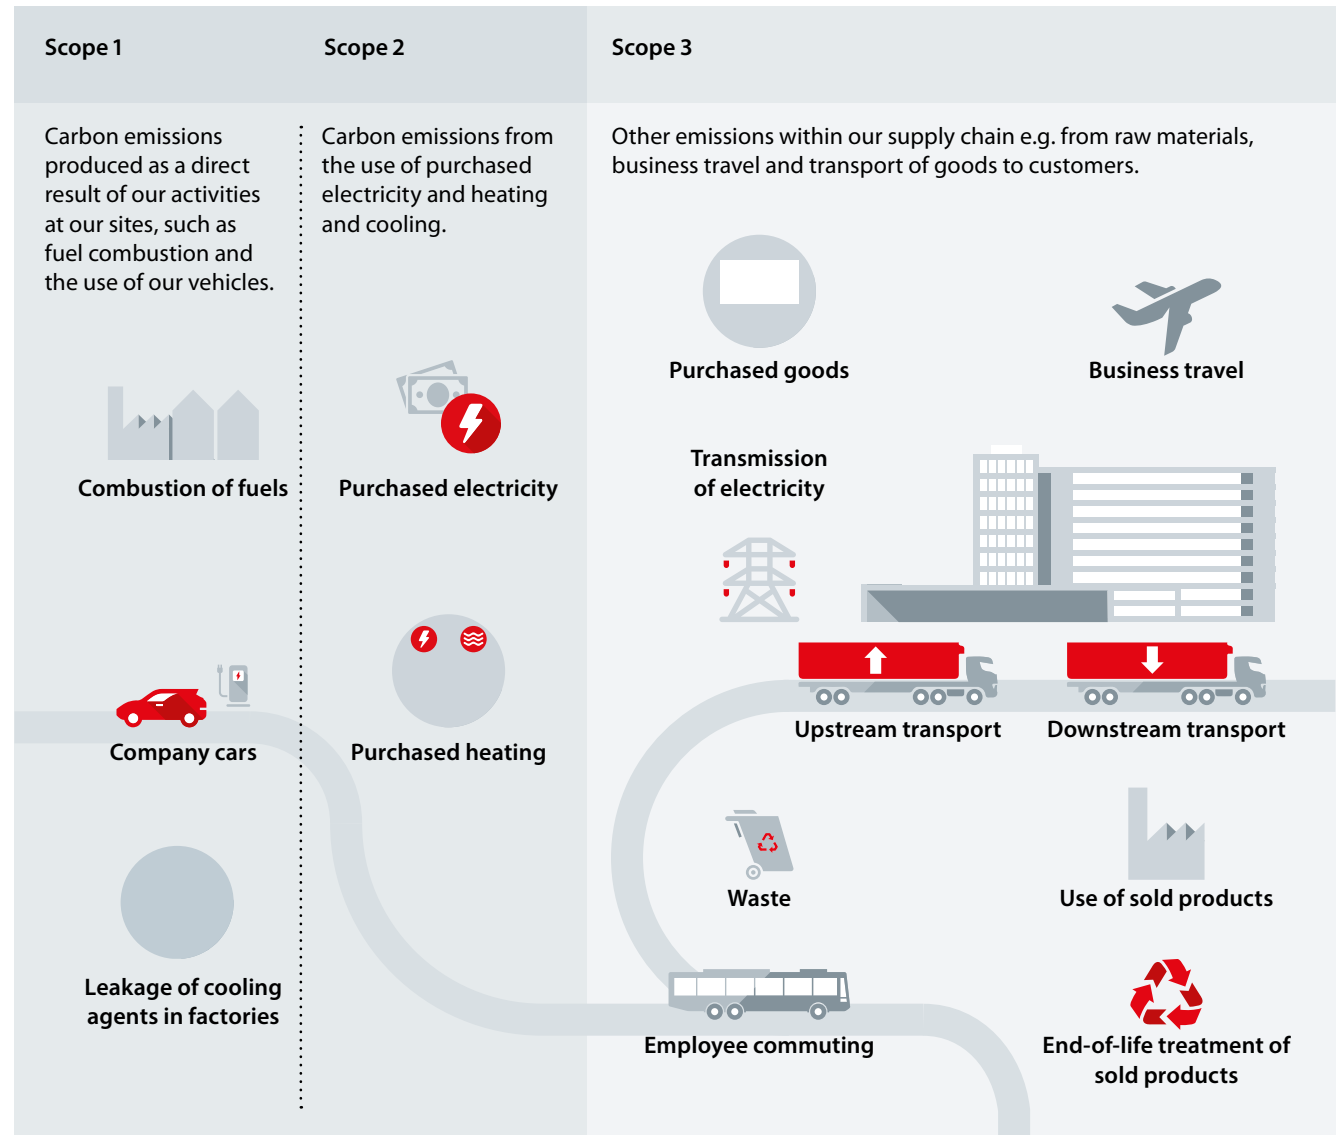 Scope 1
Scope 2
Scope 3
Carbon emissions
produced as a direct
result of our activities
at our sites, such as
fuel combustion and
the use of our vehicles.
Carbon emissions from
the use of purchased
electricity and heating
and cooling.
Other emissions within our supply chain e.g. from raw materials,
business travel and transport of goods to customers.
Purchased goods
Business travel
Combustion of fuels
Purchased electricity
Transmission
of electricity
Company cars
Purchased heating
Upstream transport
Downstream transport
Waste
Use of sold products
Leakage of cooling
agents in factories
Employee commuting
End-of-life treatment of
sold products